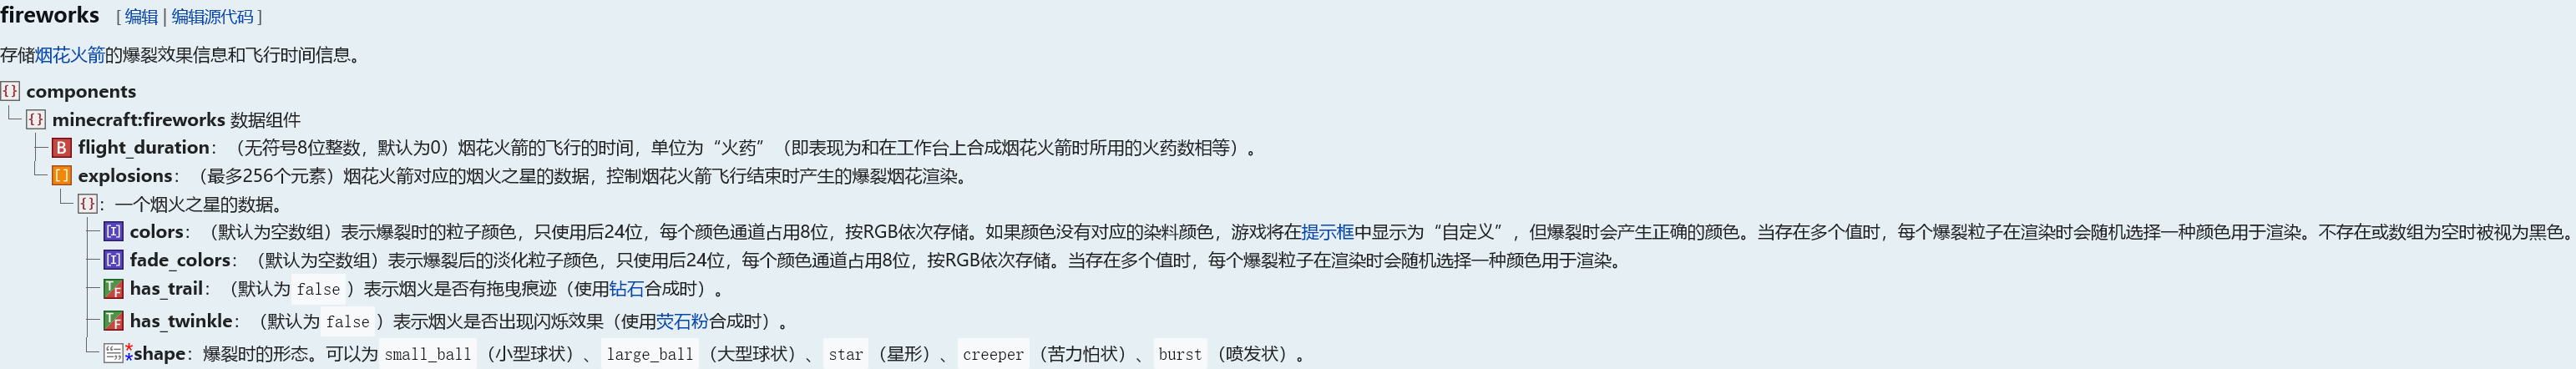 fireworks [ 编辑 | 编辑源代码 ]
存储烟花火箭的爆裂效果信息和飞行时间信息。
{} components
{} minecraft:fireworks 数据组件
B flight_duration：（无符号8位整数，默认为0）烟花火箭的飞行的时间，单位为“火药”（即表现为和在工作台上合成烟花火箭时所用的火药数相等）。
[] explosions：（最多256个元素）烟花火箭对应的烟火之星的数据，控制烟花火箭飞行结束时产生的爆裂烟花渲染。
{}：一个烟火之星的数据。
[I] colors：（默认为空数组）表示爆裂时的粒子颜色，只使用后24位，每个颜色通道占用8位，按RGB依次存储。如果颜色没有对应的染料颜色，游戏将在提示框中显示为“自定义”，但爆裂时会产生正确的颜色。当存在多个值时，每个爆裂粒子在渲染时会随机选择一种颜色用于渲染。不存在或数组为空时被视为黑色。
[I] fade_colors：（默认为空数组）表示爆裂后的淡化粒子颜色，只使用后24位，每个颜色通道占用8位，按RGB依次存储。当存在多个值时，每个爆裂粒子在渲染时会随机选择一种颜色用于渲染。
TF has_trail：（默认为 false ）表示烟火是否有拖曳痕迹（使用钻石合成时）。
TF has_twinkle：（默认为 false ）表示烟火是否出现闪烁效果（使用荧石粉合成时）。
** shape：爆裂时的形态。可以为 small_ball （小型球状）、 large_ball （大型球状）、 star （星形）、 creeper （苦力怕状）、 burst （喷发状）。